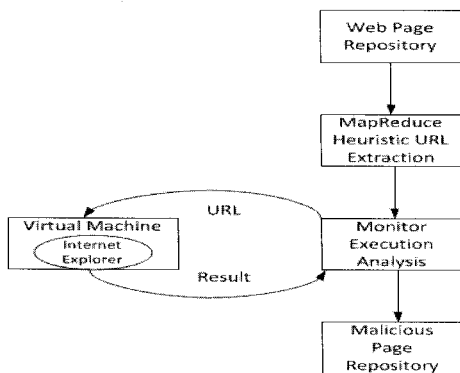 Web Page
Repository
MapReduce
Heuristic URL
Extraction
URL
Virtual Machine
Internet
Explorer
Monitor
Execution
Analysis
Result
Malicious
Page
Repository